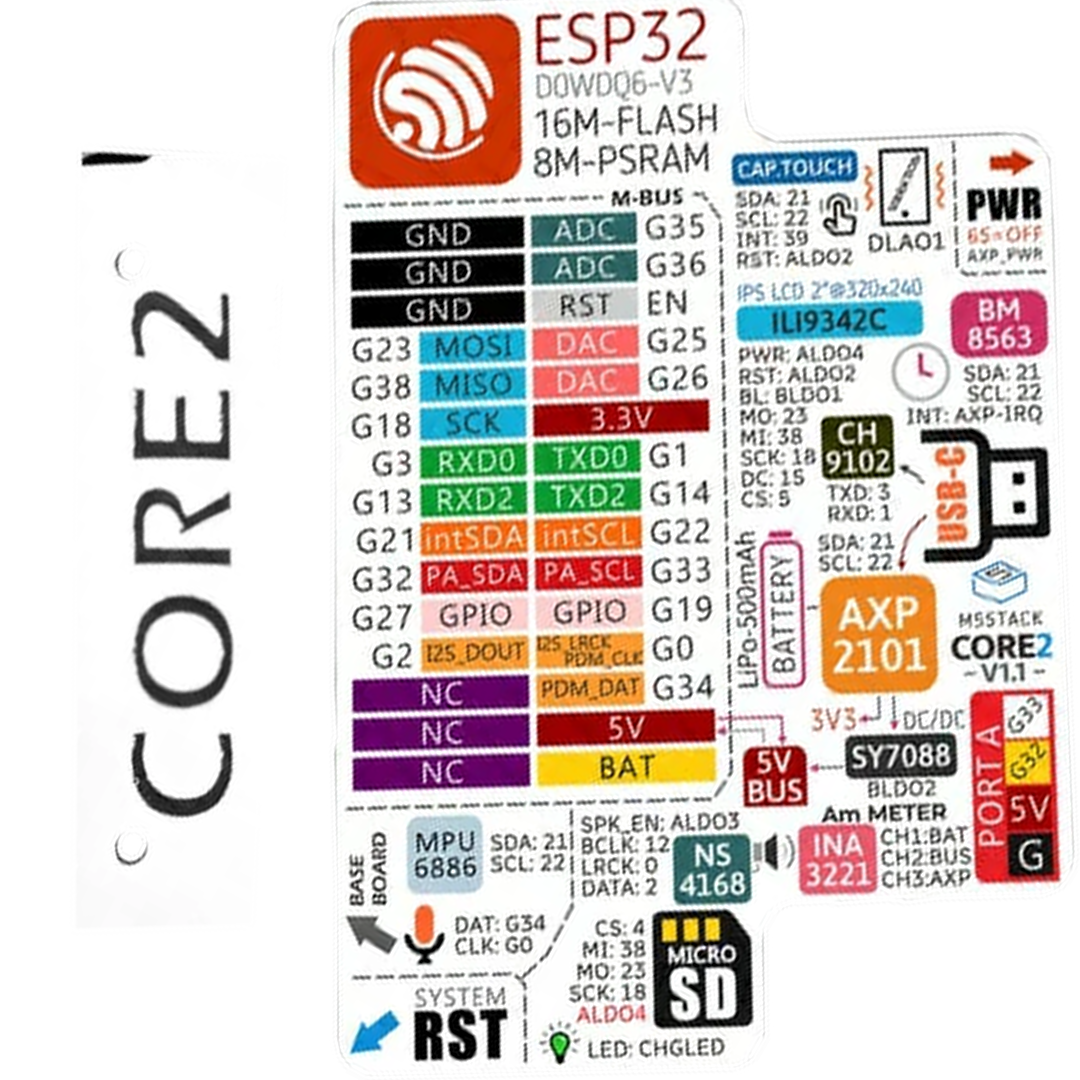 CORE2
ESP32
D0WDQ6-V3
16M-FLASH
8M-PSRAM
M-BUS
GND ADC G35
GND ADC G36
GND RST EN
G23 MOSI DAC G25
G38 MISO DAC G26
G18 SCK 3.3V
G3 RXD0 TXD0 G1
G13 RXD2 TXD2 G14
G21 intSDA intSCL G22
G32 PA_SDA PA_SCL G33
G27 GPIO GPIO G19
G2 I2S_DOUT I2S_LRCK PDM_CLK G0
NC PDM_DAT G34
NC 5V
NC BAT
CAP.TOUCH
SDA: 21
SCL: 22
INT: 39
RST: ALDO2
DLAO1
PWR
6S=OFF
AXP_PWR
IPS LCD 2"@320x240
ILI9342C
PWR: ALDO4
RST: ALDO2
BL: BLDO1
MO: 23
MI: 38
SCK: 18
DC: 15
CS: 5
BM
8563
SDA: 21
SCL: 22
INT: AXP-IRQ
CH
9102
TXD: 3
RXD: 1
USB-C
SDA: 21
SCL: 22
LiPo-500mAh
BATTERY
AXP
2101
M5STACK
CORE2
-V1.1-
3V3
DC/DC
SY7088
BLDO2
5V
BUS
PORT A
G33
G32
5V
G
Am METER
INA
3221
CH1:BAT
CH2:BUS
CH3:AXP
BASE
BOARD
MPU
6886
SDA: 21
SCL: 22
DAT: G34
CLK: G0
SPK_EN: ALDO3
BCLK: 12
LRCK: 0
DATA: 2
NS
4168
CS: 4
MI: 38
MO: 23
SCK: 18
ALDO4
MICRO
SD
SYSTEM
RST
LED: CHGLED